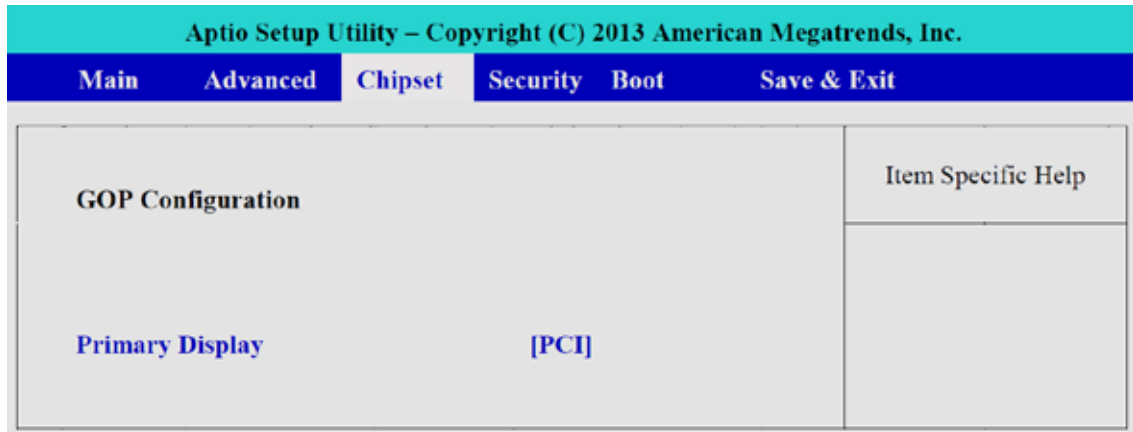 Aptio Setup Utility – Copyright (C) 2013 American Megatrends, Inc.
Main Advanced Chipset Security Boot Save & Exit
GOP Configuration
Item Specific Help
Primary Display [PCI]